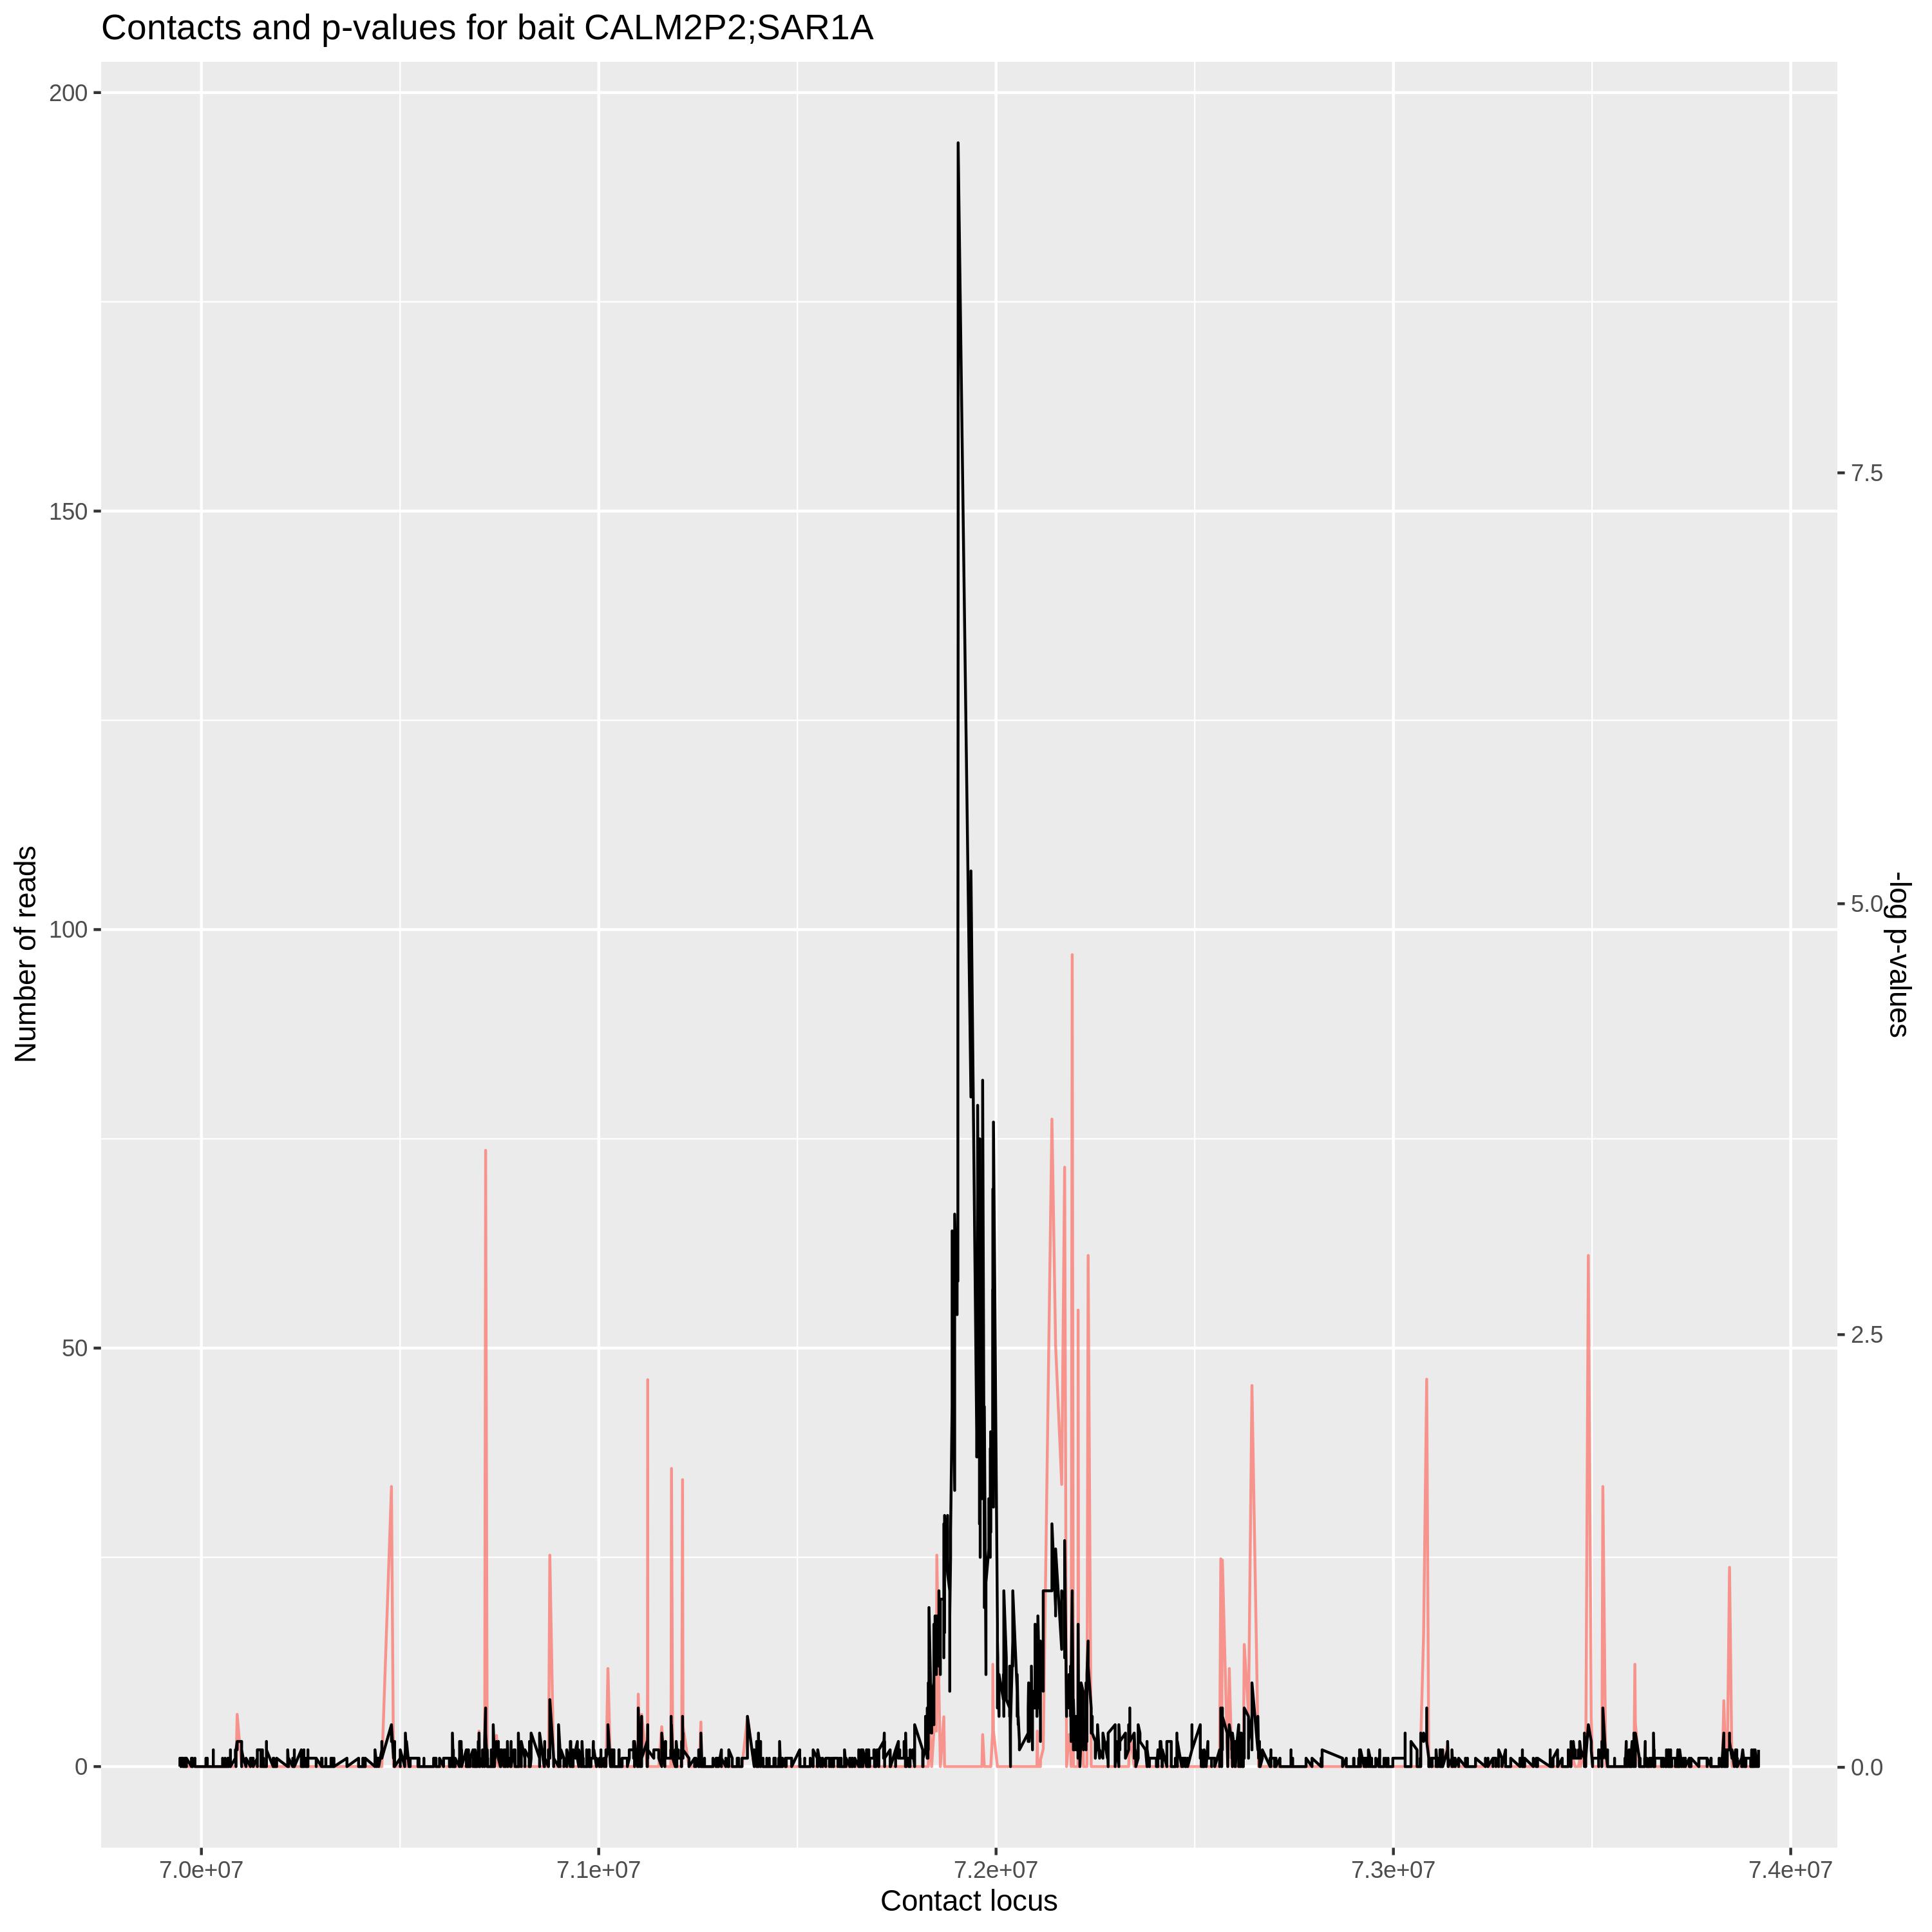 Contacts and p-values for bait CALM2P2;SAR1A
200
150
100
50
0
Number of reads
7.5
5.0
2.5
0.0
-log p-values
7.0e+07
7.1e+07
7.2e+07
7.3e+07
7.4e+07
Contact locus